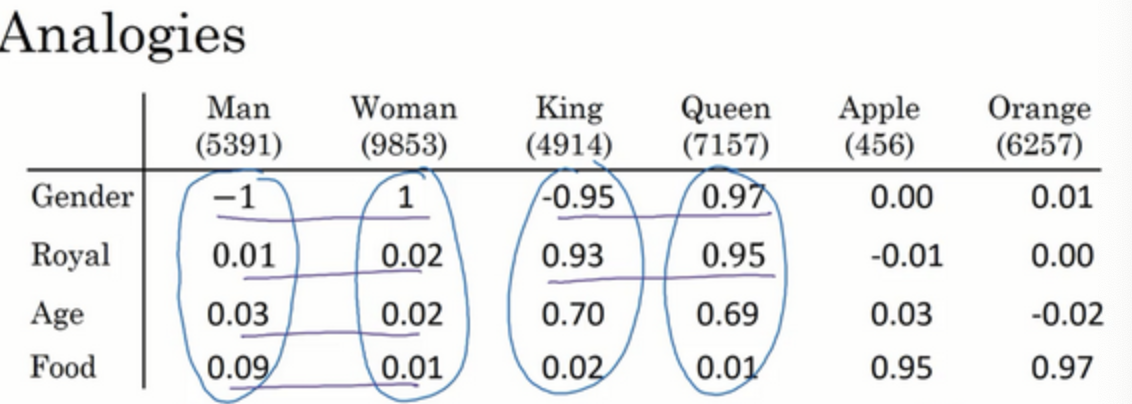 Analogies
Man Woman King Queen Apple Orange
(5391) (9853) (4914) (7157) (456) (6257)
Gender −1 1 -0.95 0.97 0.00 0.01
Royal 0.01 0.02 0.93 0.95 -0.01 0.00
Age 0.03 0.02 0.70 0.69 0.03 -0.02
Food 0.09 0.01 0.02 0.01 0.95 0.97